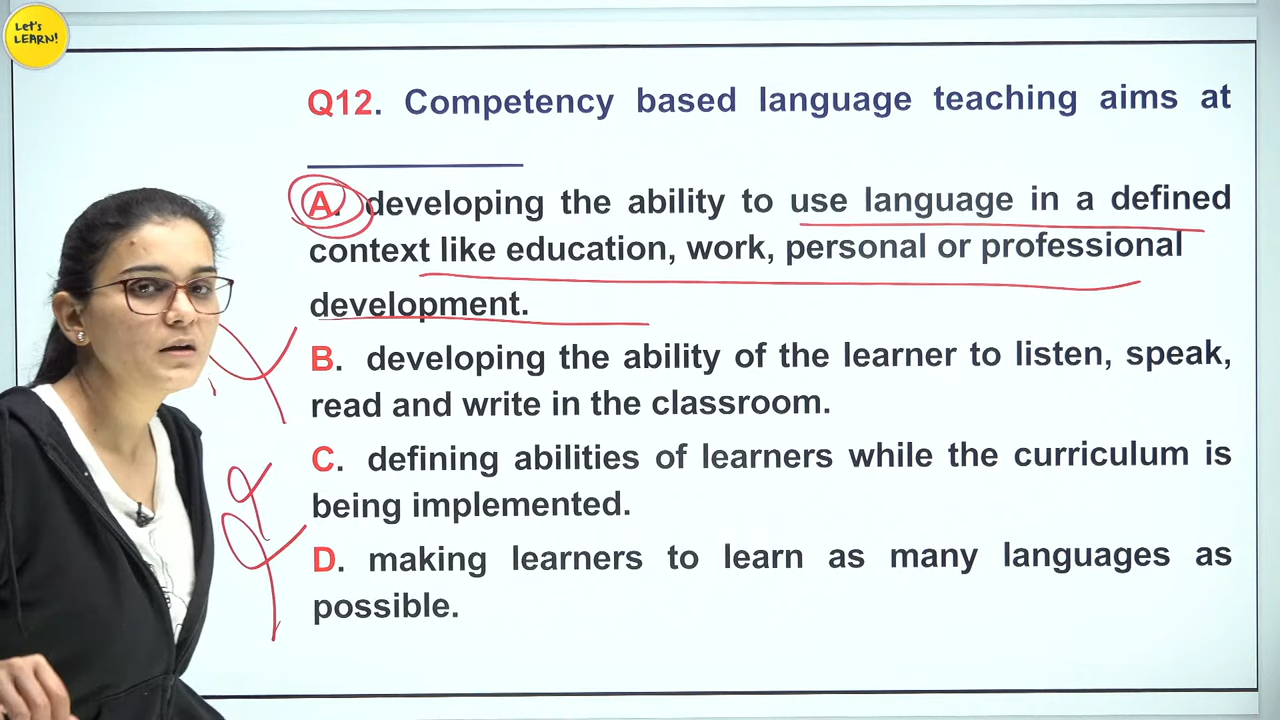 Let's
LEARN!
Q12. Competency based language teaching aims at
____________
A. developing the ability to use language in a defined
context like education, work, personal or professional
development.
B. developing the ability of the learner to listen, speak,
read and write in the classroom.
C. defining abilities of learners while the curriculum is
being implemented.
D. making learners to learn as many languages as
possible.